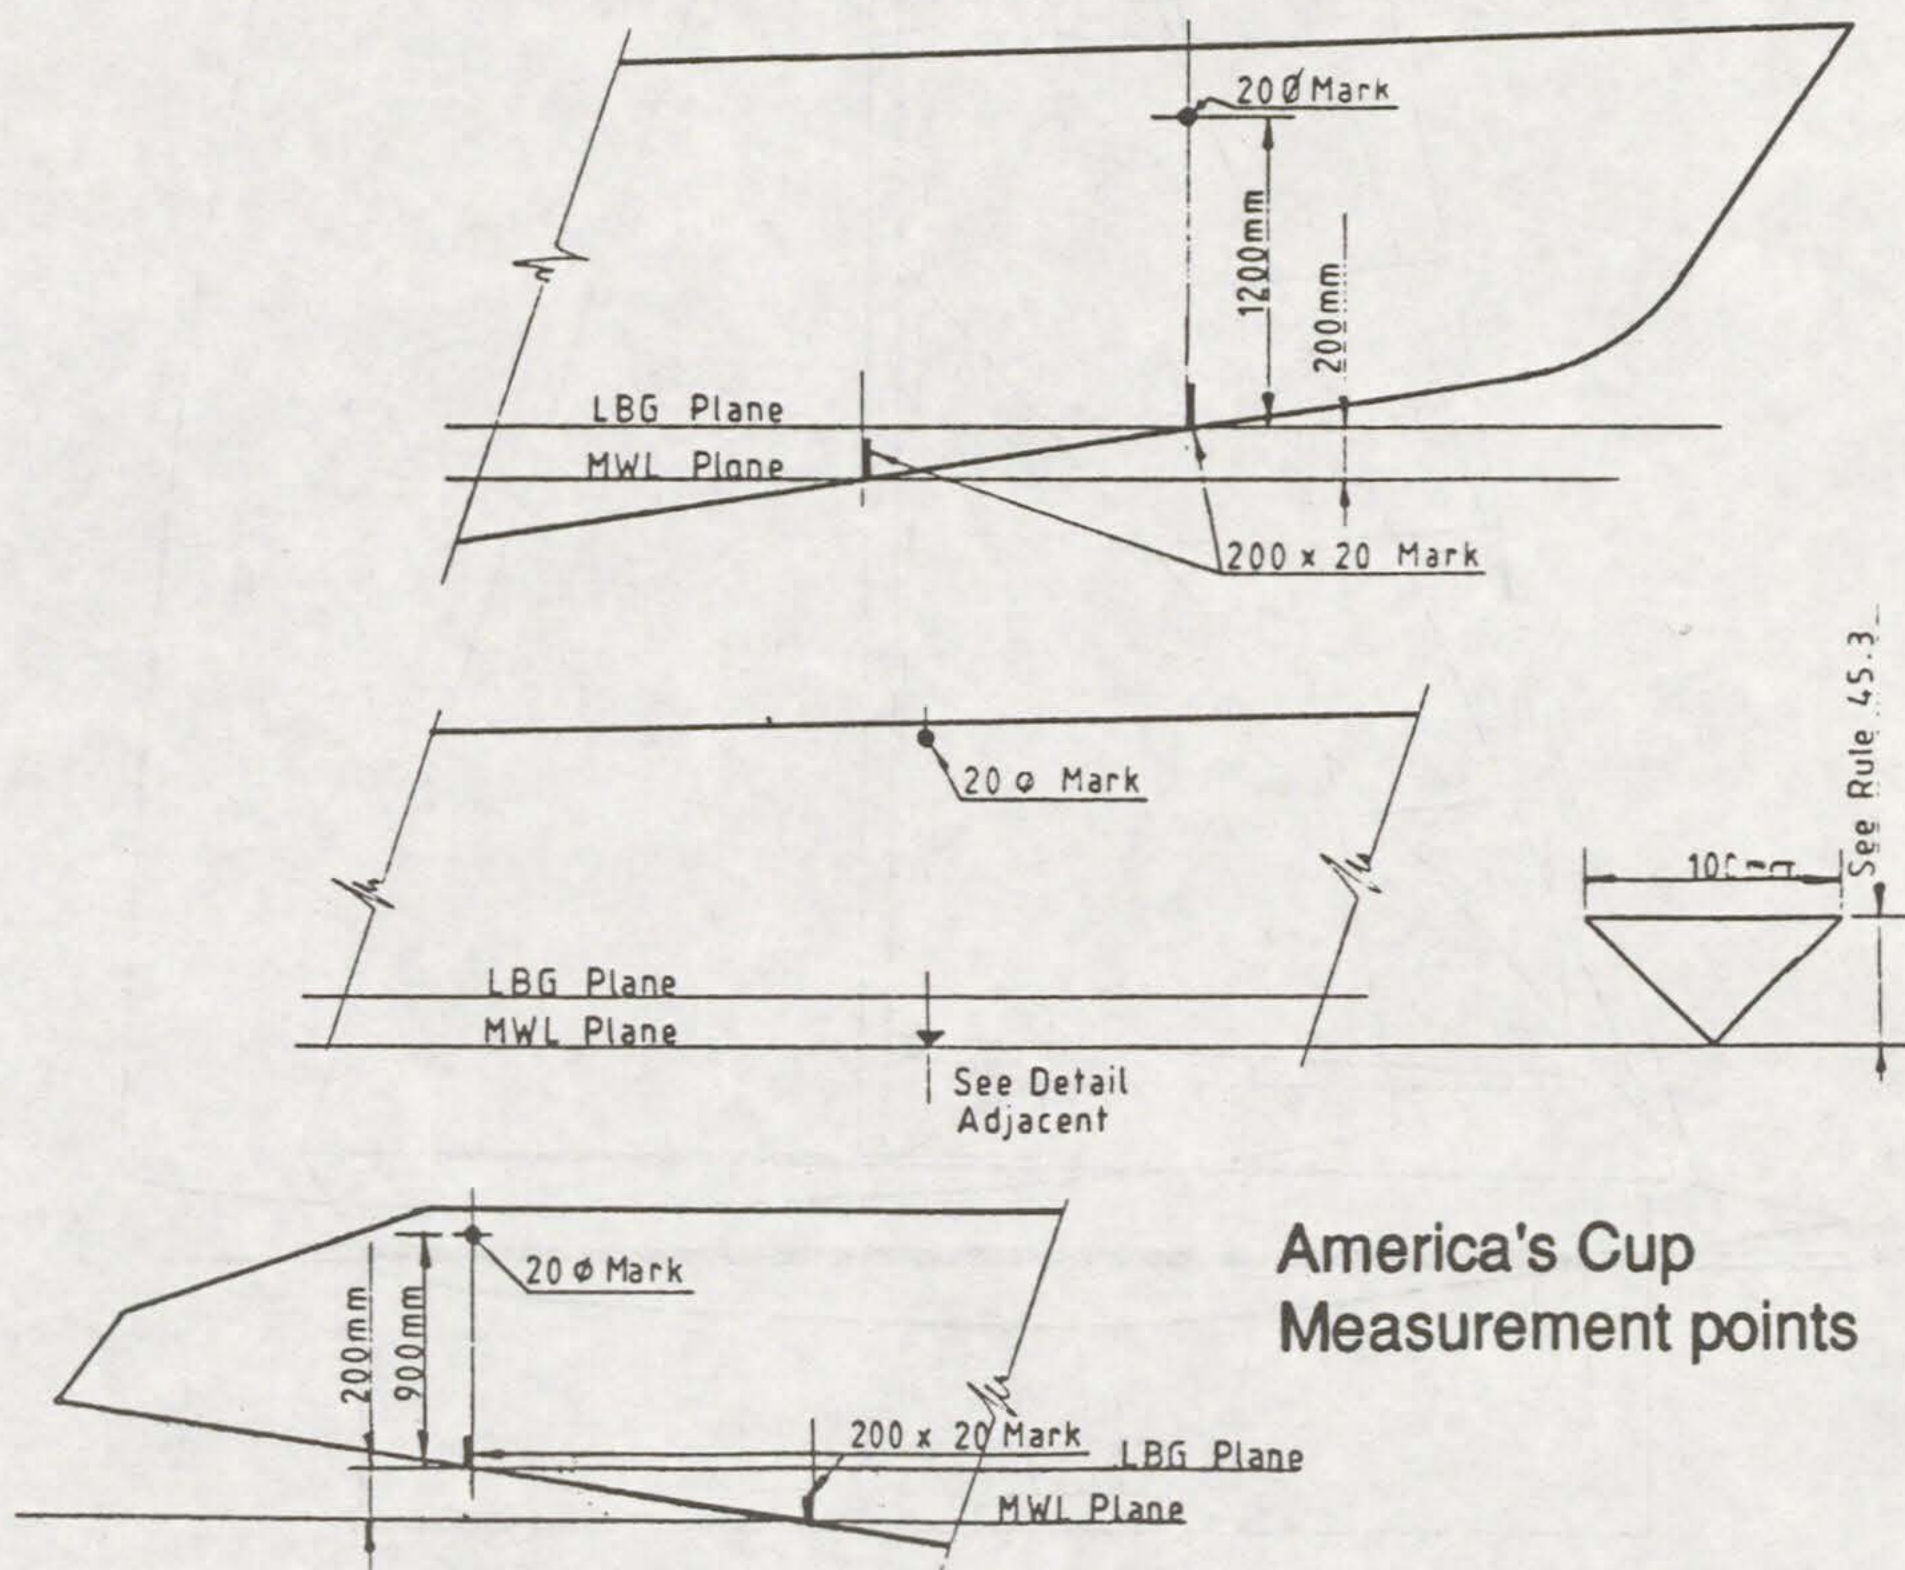 20 Ø Mark
1200mm
200mm
LBG Plane
MWL Plane
200 x 20 Mark
20 ø Mark
See Rule 45.3
LBG Plane
MWL Plane
See Detail
Adjacent
20 ø Mark
200mm
900mm
America's Cup
Measurement points
200 x 20 Mark
LBG Plane
MWL Plane